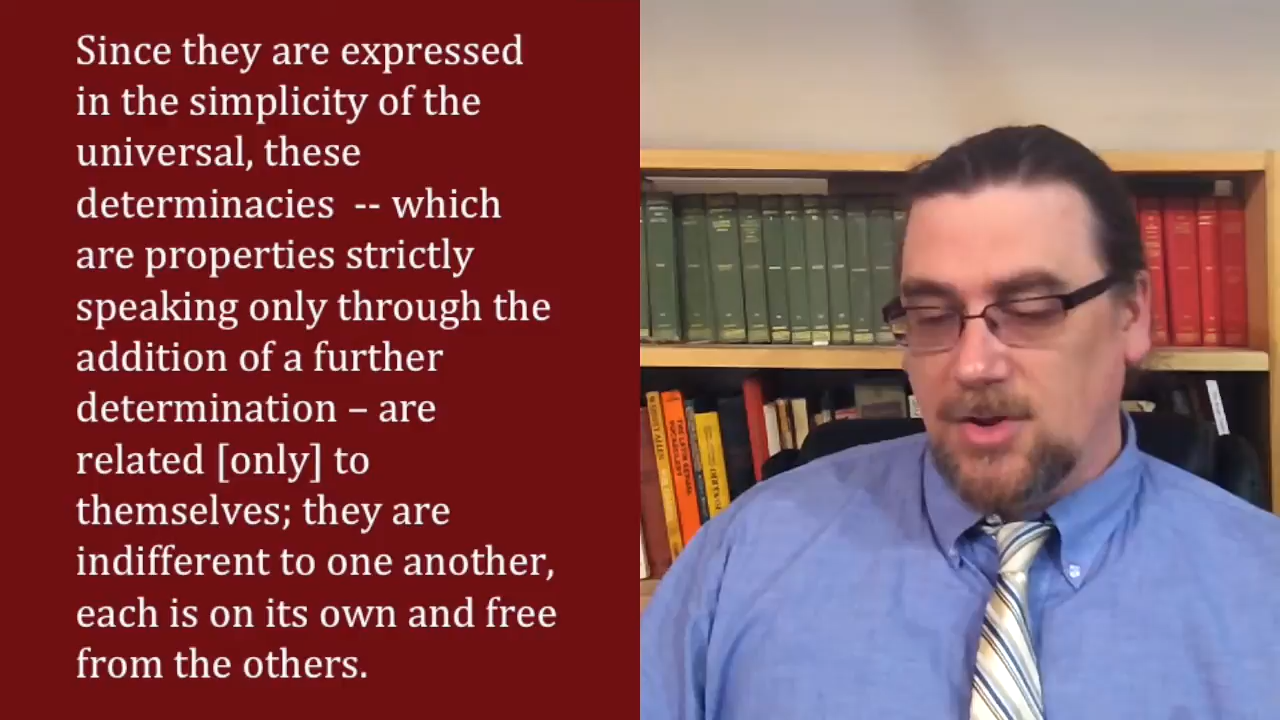 Since they are expressed
in the simplicity of the
universal, these
determinacies -- which
are properties strictly
speaking only through the
addition of a further
determination – are
related [only] to
themselves; they are
indifferent to one another,
each is on its own and free
from the others.